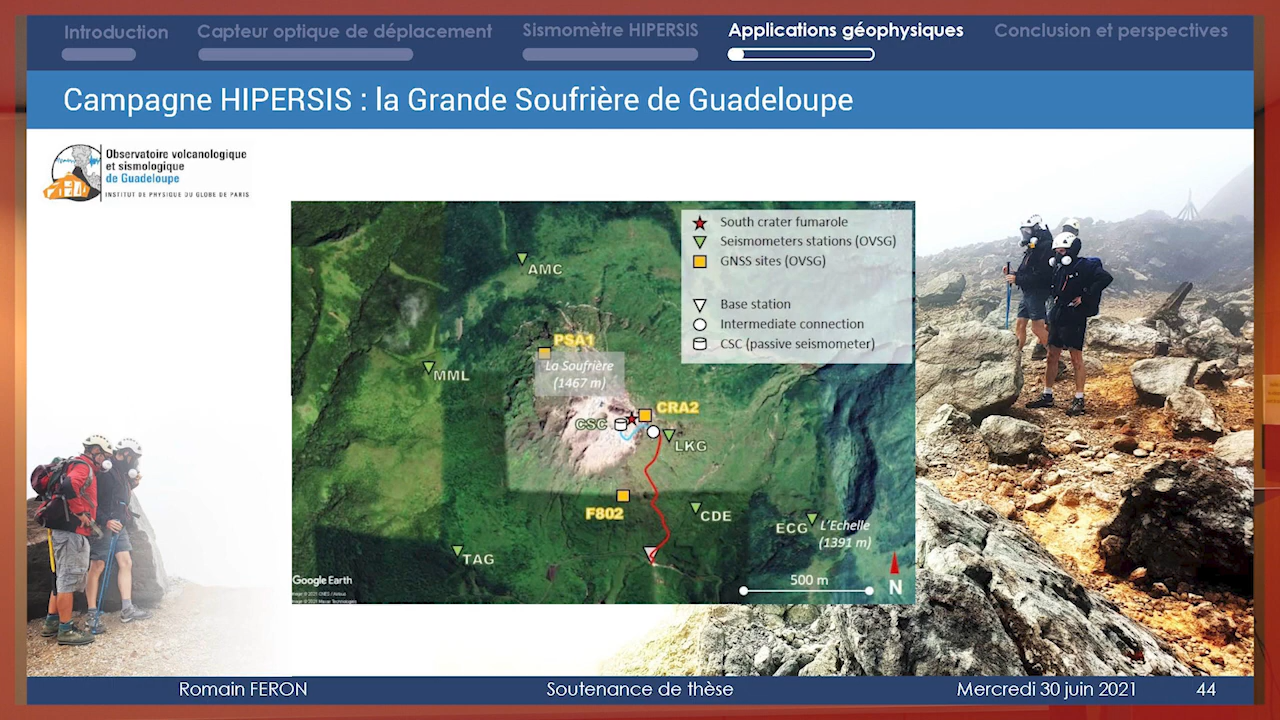 Introduction
Capteur optique de déplacement
Sismomètre HIPERSIS
Applications géophysiques
Conclusion et perspectives
Campagne HIPERSIS : la Grande Soufrière de Guadeloupe
Observatoire volcanologique
et sismologique
de Guadeloupe
INSTITUT DE PHYSIQUE DU GLOBE DE PARIS
South crater fumarole
Seismometers stations (OVSG)
GNSS sites (OVSG)
Base station
Intermediate connection
CSC (passive seismometer)
AMC
PSA1
La Soufrière
(1467 m)
MML
CRA2
CSC
LKG
F802
CDE
ECG
L'Echelle
(1391 m)
TAG
Google Earth
500 m
N
Romain FERON
Soutenance de thèse
Mercredi 30 juin 2021
44